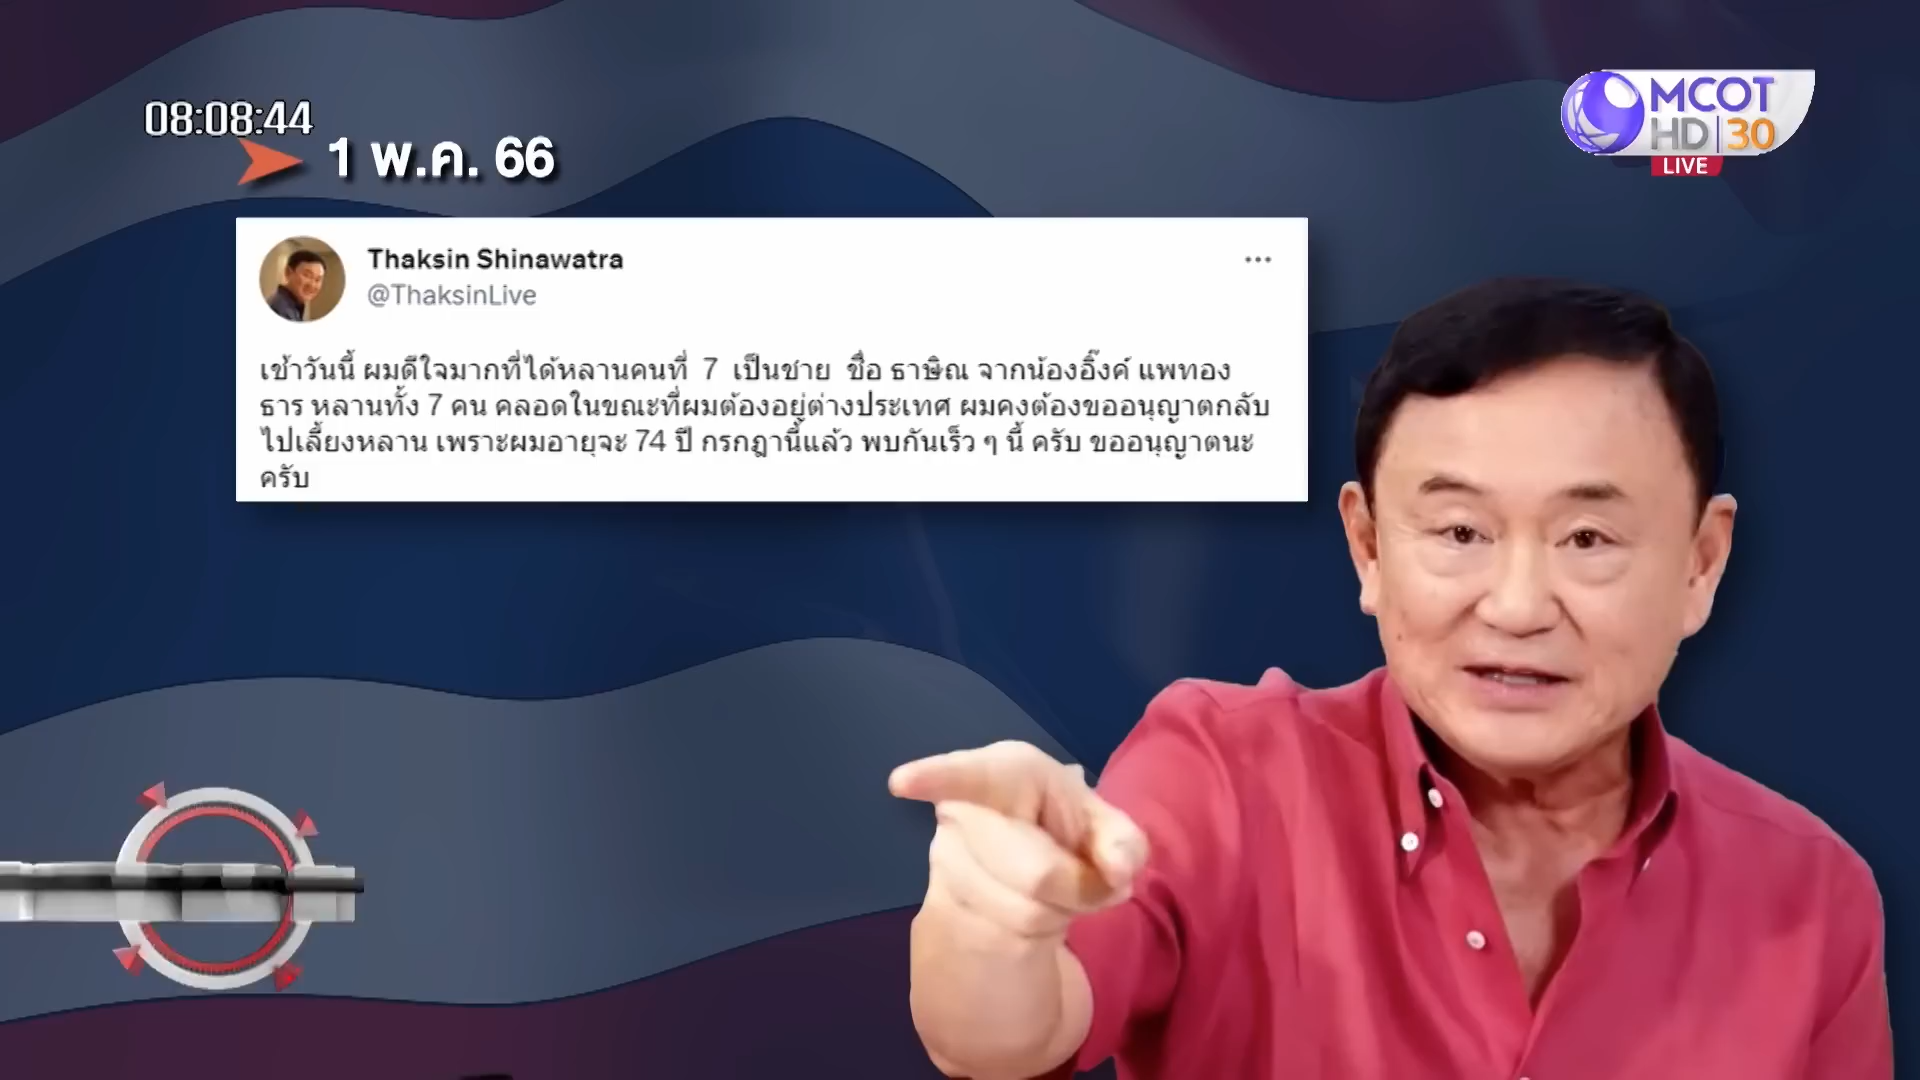 08:08:44
1 พ.ค. 66
MCOT
HD 30
LIVE
Thaksin Shinawatra
@ThaksinLive
เช้าวันนี้ ผมดีใจมากที่ได้หลานคนที่ 7 เป็นชาย ชื่อ ธาษิณ จากน้องอิ๊งค์ แพทอง
ธาร หลานทั้ง 7 คน คลอดในขณะที่ผมต้องอยู่ต่างประเทศ ผมคงต้องขออนุญาตกลับ
ไปเลี้ยงหลาน เพราะผมอายุจะ 74 ปี กรกฎานี้แล้ว พบกันเร็ว ๆ นี้ ครับ ขออนุญาตนะ
ครับ